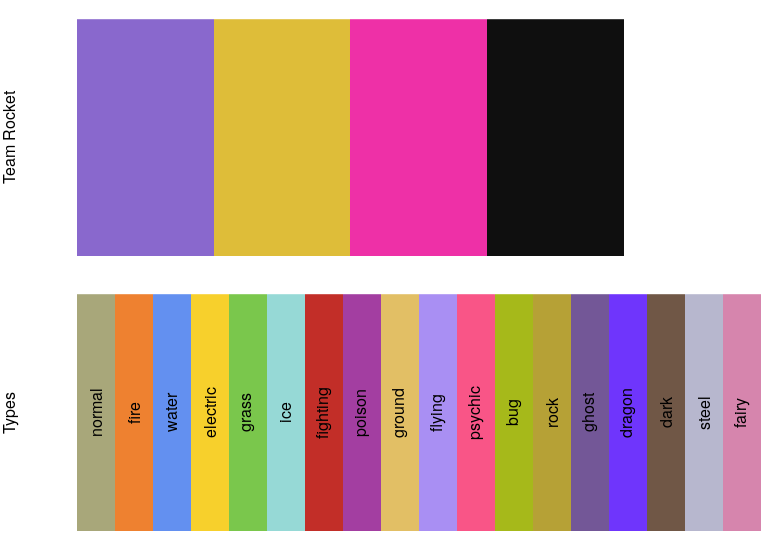 Team Rocket
Types
normal
fire
water
electric
grass
ice
fighting
poison
ground
flying
psychic
bug
rock
ghost
dragon
dark
steel
fairy